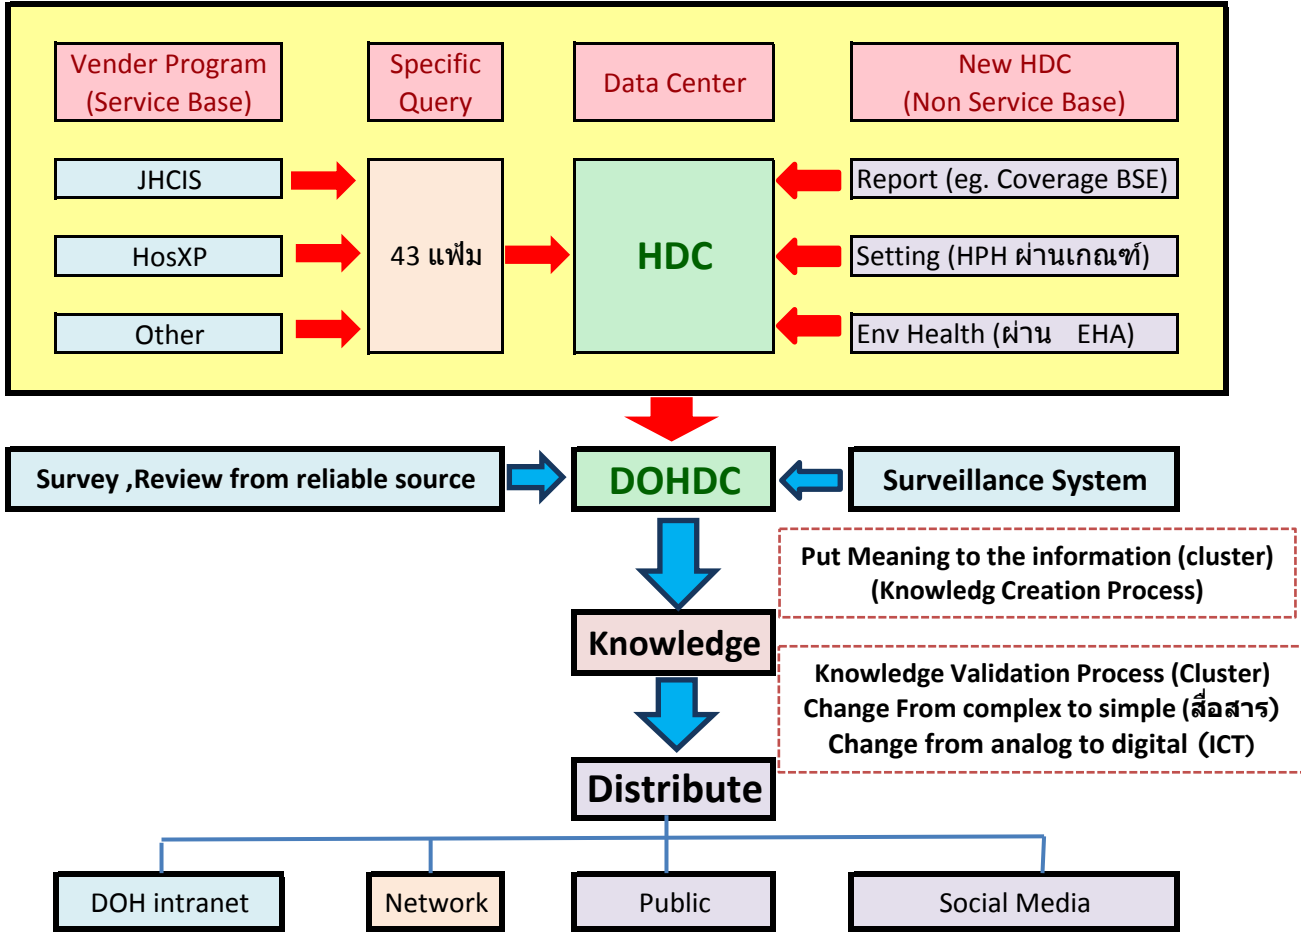 Vender Program
(Service Base)
Specific
Query
Data Center
New HDC
(Non Service Base)
JHCIS
HosXP
Other
43 แฟ้ม
HDC
Report (eg. Coverage BSE)
Setting (HPH ผ่านเกณฑ์)
Env Health (ผ่าน EHA)
Survey ,Review from reliable source
DOHDC
Surveillance System
Put Meaning to the information (cluster)
(Knowledg Creation Process)
Knowledge
Knowledge Validation Process (Cluster)
Change From complex to simple (สื่อสาร)
Change from analog to digital (ICT)
Distribute
DOH intranet
Network
Public
Social Media